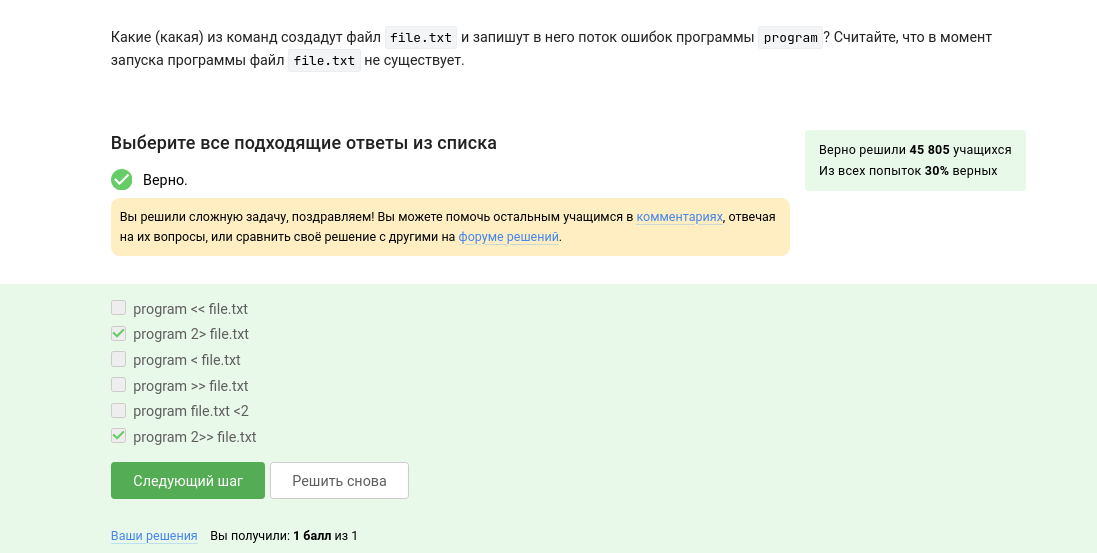 Какие (какая) из команд создадут файл file.txt и запишут в него поток ошибок программы program? Считайте, что в момент
запуска программы файл file.txt не существует.
Выберите все подходящие ответы из списка
Верно решили 45 805 учащихся
Из всех попыток 30% верных
Верно.
Вы решили сложную задачу, поздравляем! Вы можете помочь остальным учащимся в комментариях, отвечая
на их вопросы, или сравнить своё решение с другими на форуме решений.
program << file.txt
program 2> file.txt
program < file.txt
program >> file.txt
program file.txt <2
program 2>> file.txt
Следующий шаг Решить снова
Ваши решения Вы получили: 1 балл из 1